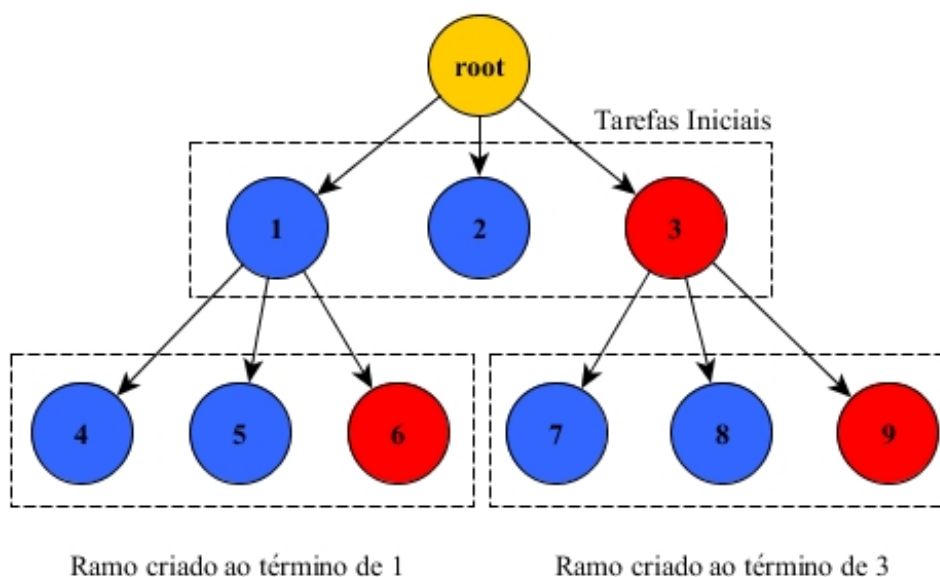 root
Tarefas Iniciais
1 2 3
4 5 6 7 8 9
Ramo criado ao término de 1 Ramo criado ao término de 3